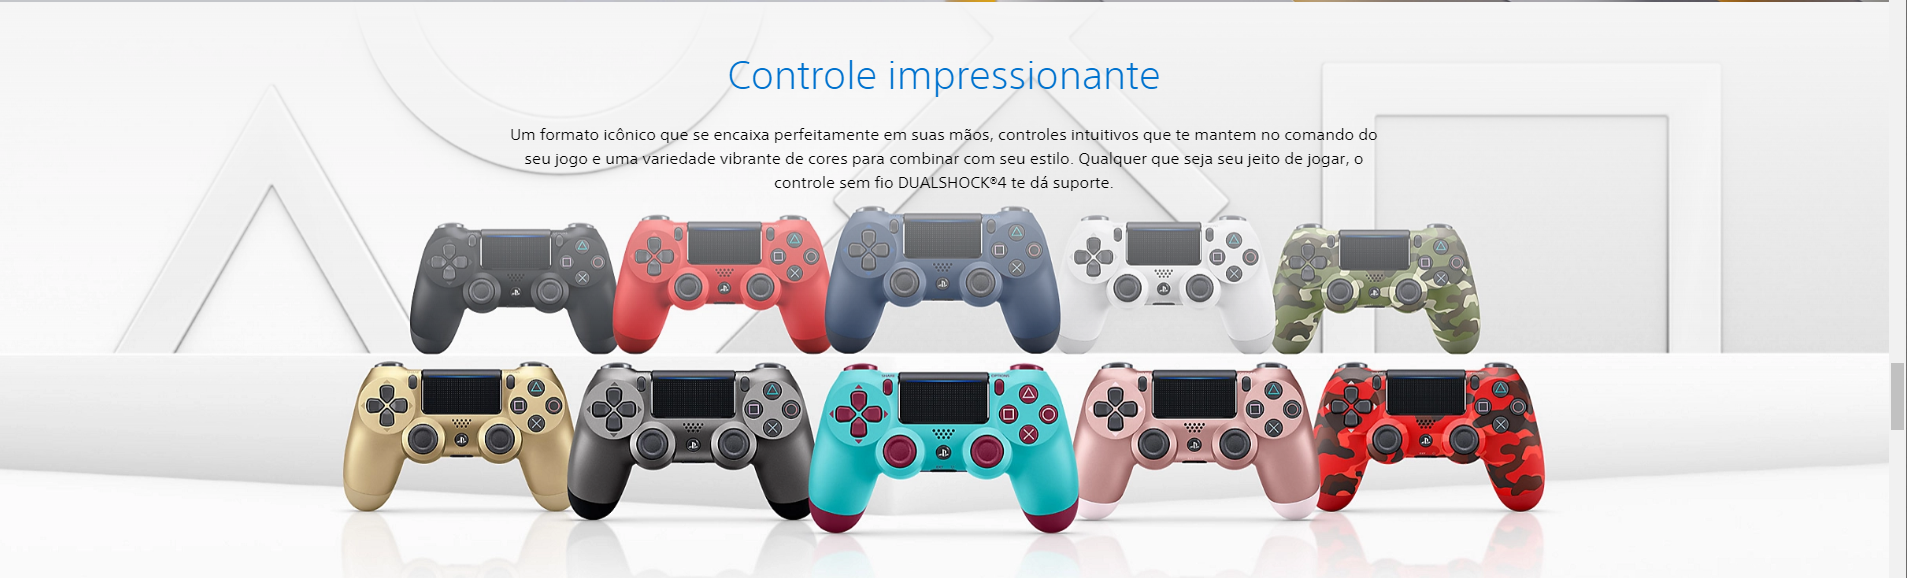 Controle impressionante
Um formato icônico que se encaixa perfeitamente em suas mãos, controles intuitivos que te mantem no comando do
seu jogo e uma variedade vibrante de cores para combinar com seu estilo. Qualquer que seja seu jeito de jogar, o
controle sem fio DUALSHOCK®4 te dá suporte.
SHARE
OPTIONS